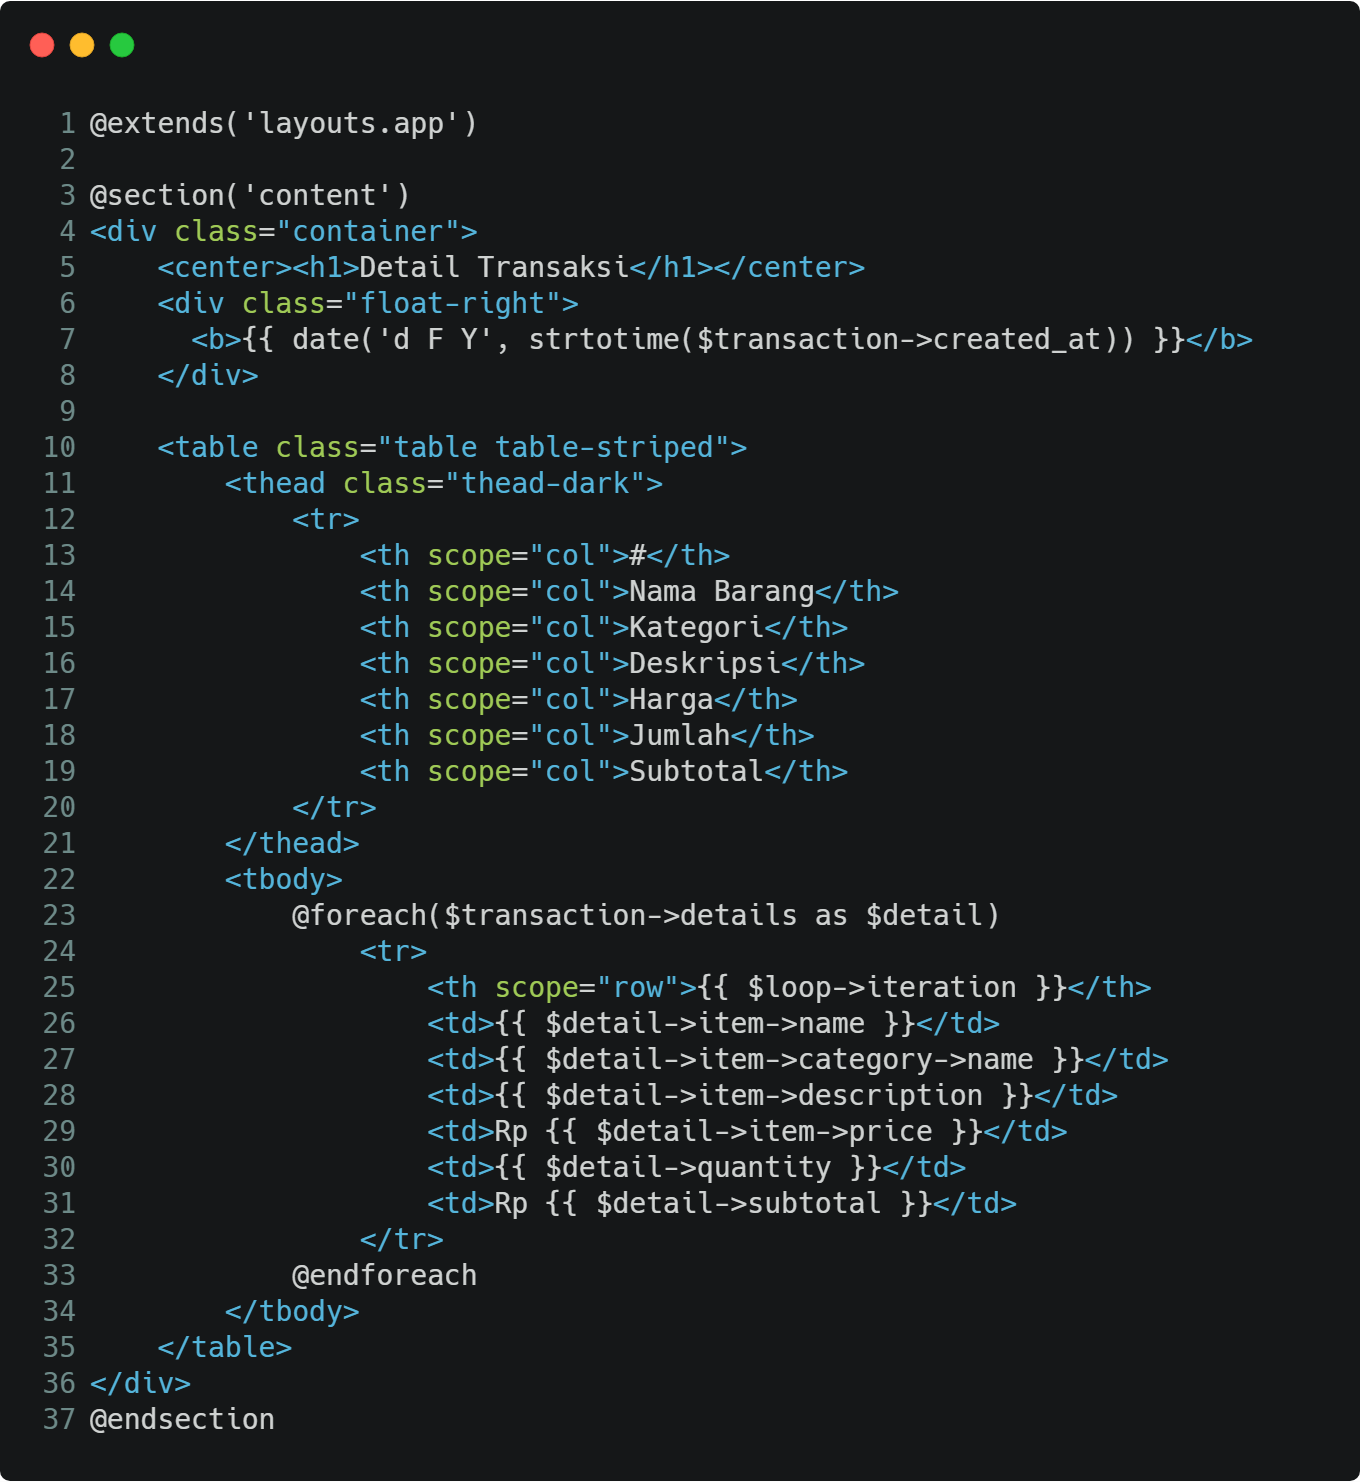 1 @extends('layouts.app')
2
3 @section('content')
4 <div class="container">
5     <center><h1>Detail Transaksi</h1></center>
6     <div class="float-right">
7       <b>{{ date('d F Y', strtotime($transaction->created_at)) }}</b>
8     </div>
9
10     <table class="table table-striped">
11         <thead class="thead-dark">
12             <tr>
13                 <th scope="col">#</th>
14                 <th scope="col">Nama Barang</th>
15                 <th scope="col">Kategori</th>
16                 <th scope="col">Deskripsi</th>
17                 <th scope="col">Harga</th>
18                 <th scope="col">Jumlah</th>
19                 <th scope="col">Subtotal</th>
20             </tr>
21         </thead>
22         <tbody>
23             @foreach($transaction->details as $detail)
24                 <tr>
25                     <th scope="row">{{ $loop->iteration }}</th>
26                     <td>{{ $detail->item->name }}</td>
27                     <td>{{ $detail->item->category->name }}</td>
28                     <td>{{ $detail->item->description }}</td>
29                     <td>Rp {{ $detail->item->price }}</td>
30                     <td>{{ $detail->quantity }}</td>
31                     <td>Rp {{ $detail->subtotal }}</td>
32                 </tr>
33             @endforeach
34         </tbody>
35     </table>
36 </div>
37 @endsection